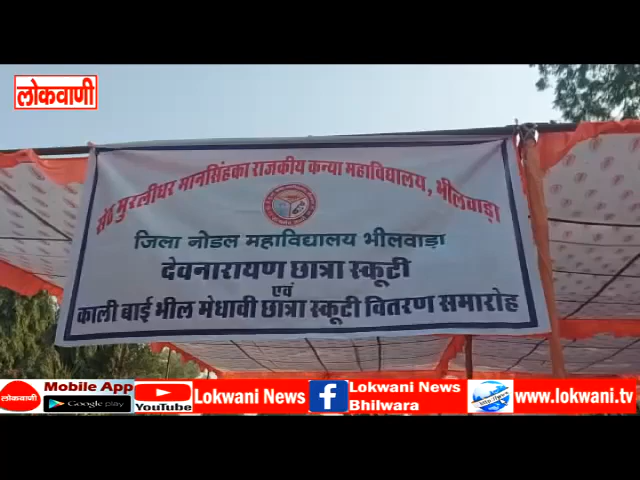 लोकवाणी
सेठ मुरलीधर मानसिंहका राजकीय कन्या महाविद्यालय, भीलवाड़ा
जिला नोडल महाविद्यालय भीलवाड़ा
देवनारायण छात्रा स्कूटी
एवं
काली बाई भील मेधावी छात्रा स्कूटी वितरण समारोह
लोकवाणी
Mobile App
Google play
YouTube
Lokwani News
Lokwani News
Bhilwara
www.lokwani.tv